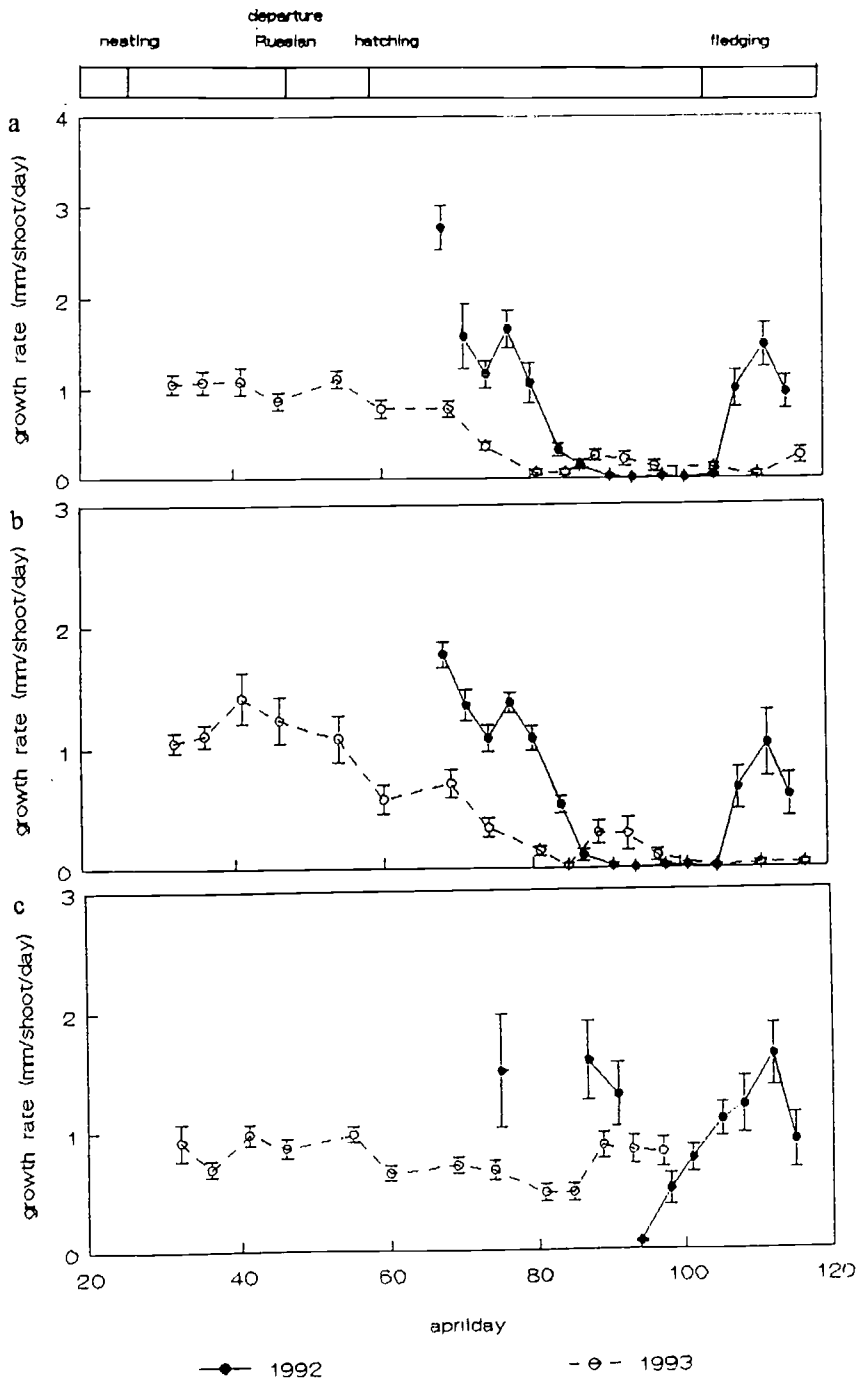 departure
nesting Russian hatching fledging
a
4
3
2
1
0
growth rate (mm/shoot/day)
b
3
2
1
0
growth rate (mm/shoot/day)
c
3
2
1
0
growth rate (mm/shoot/day)
20 40 60 80 100 120
aprilday
1992 1993